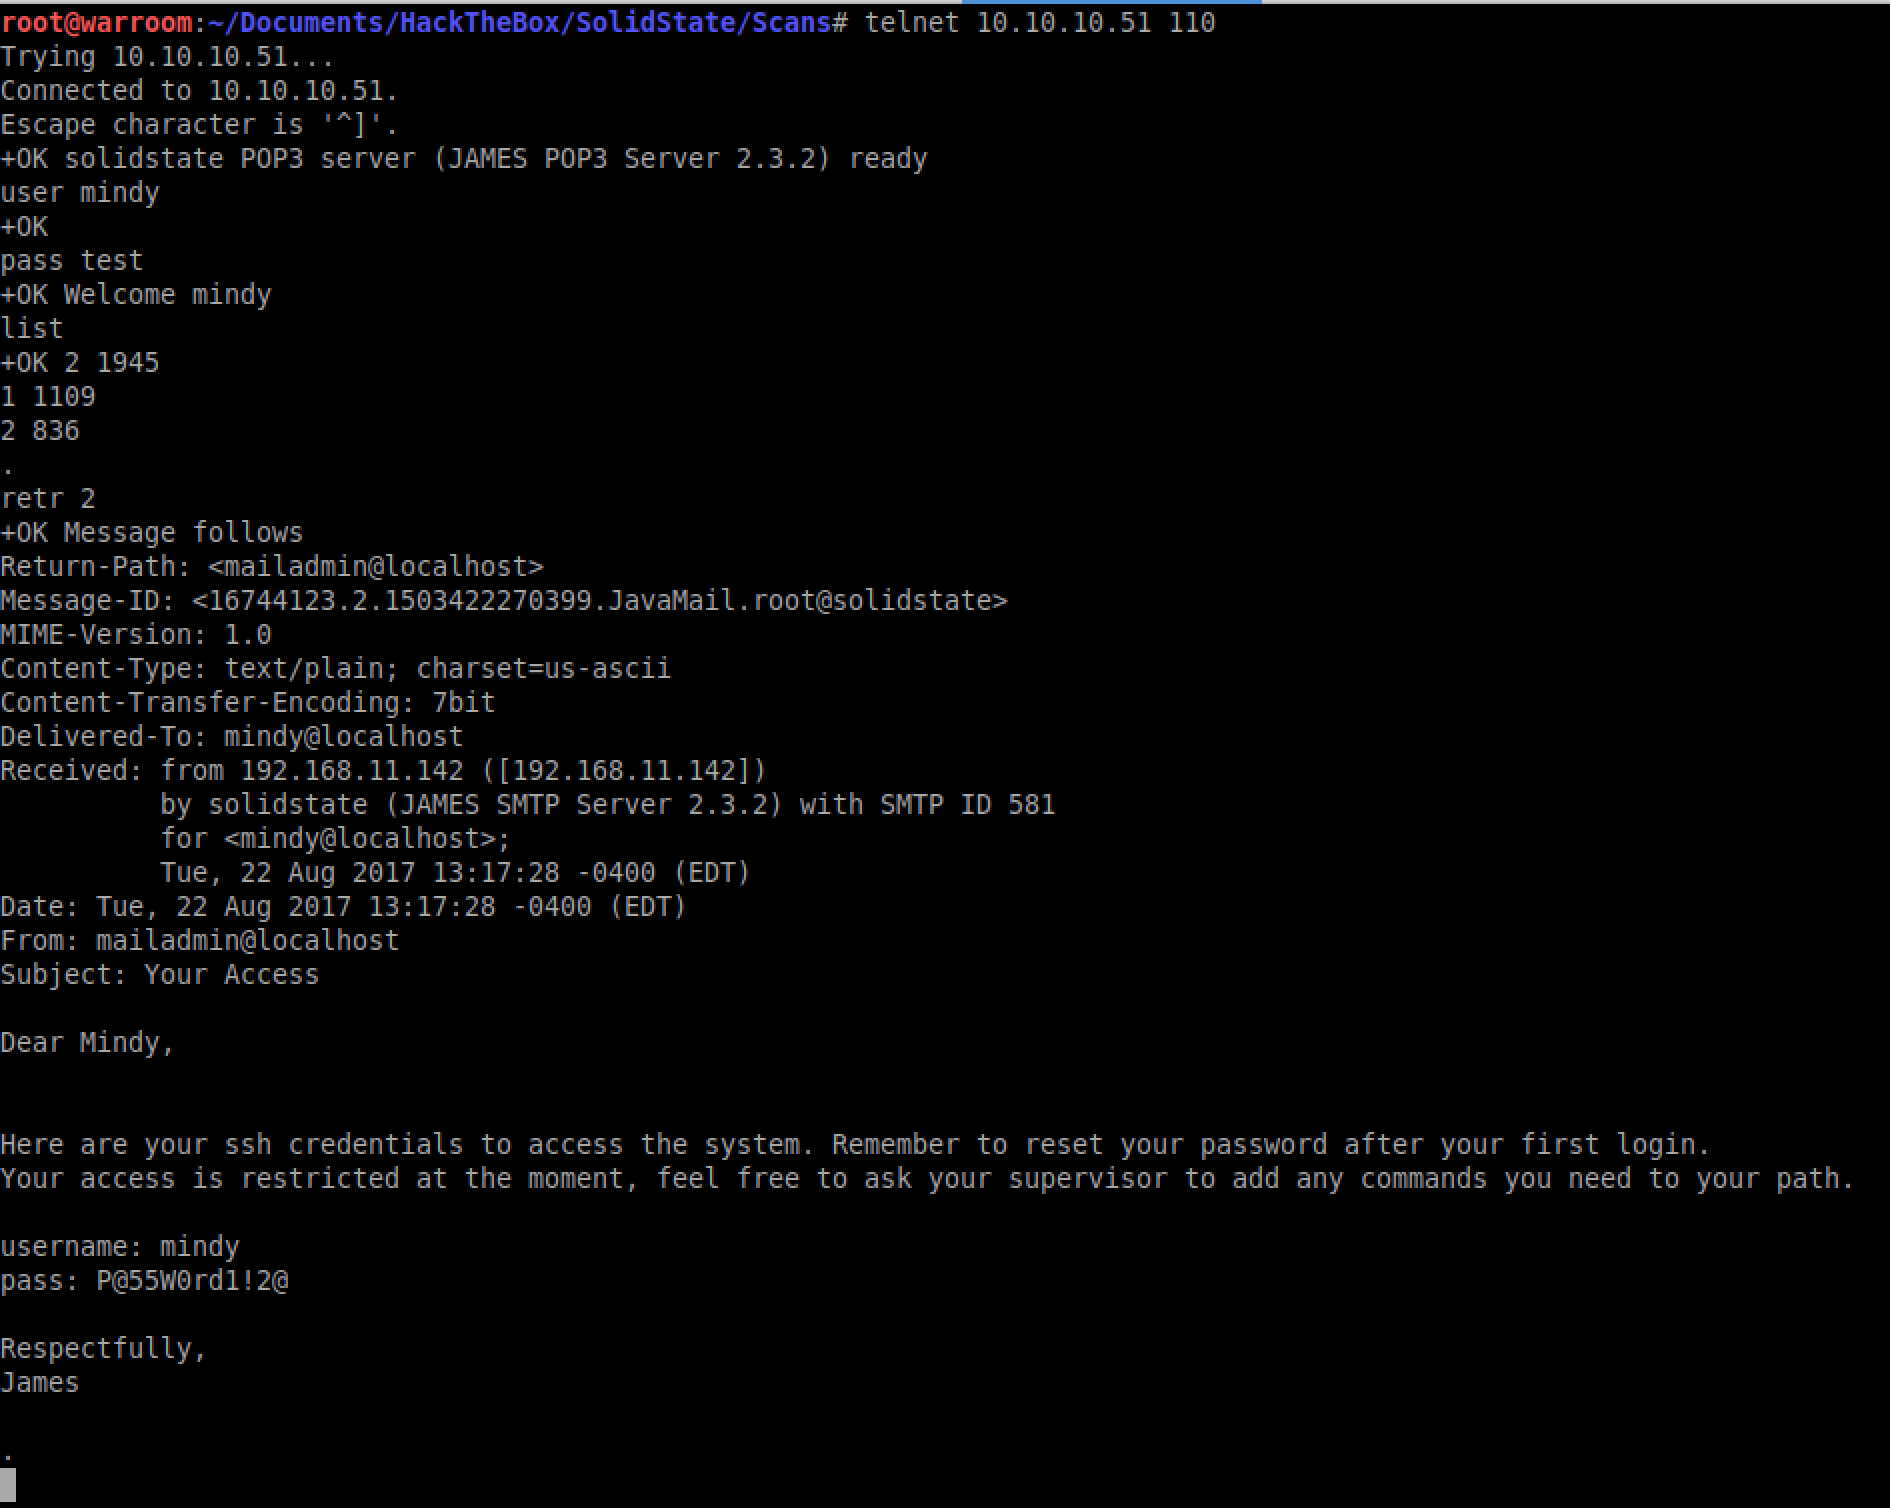 root@warroom:~/Documents/HackTheBox/SolidState/Scans# telnet 10.10.10.51 110
Trying 10.10.10.51...
Connected to 10.10.10.51.
Escape character is '^]'.
+OK solidstate POP3 server (JAMES POP3 Server 2.3.2) ready
user mindy
+OK
pass test
+OK Welcome mindy
list
+OK 2 1945
1 1109
2 836
.
retr 2
+OK Message follows
Return-Path: <mailadmin@localhost>
Message-ID: <16744123.2.1503422270399.JavaMail.root@solidstate>
MIME-Version: 1.0
Content-Type: text/plain; charset=us-ascii
Content-Transfer-Encoding: 7bit
Delivered-To: mindy@localhost
Received: from 192.168.11.142 ([192.168.11.142])
          by solidstate (JAMES SMTP Server 2.3.2) with SMTP ID 581
          for <mindy@localhost>;
          Tue, 22 Aug 2017 13:17:28 -0400 (EDT)
Date: Tue, 22 Aug 2017 13:17:28 -0400 (EDT)
From: mailadmin@localhost
Subject: Your Access

Dear Mindy,


Here are your ssh credentials to access the system. Remember to reset your password after your first login.
Your access is restricted at the moment, feel free to ask your supervisor to add any commands you need to your path.

username: mindy
pass: P@55W0rd1!2@

Respectfully,
James

.